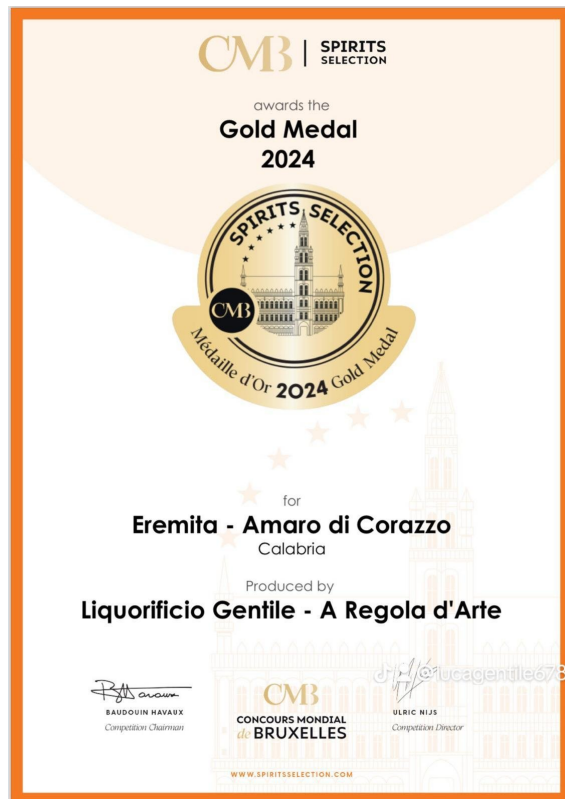 CMB | SPIRITS
SELECTION
awards the
Gold Medal
2024
SPIRITS SELECTION
CMB
Médaille d'Or 2024 Gold Medal
for
Eremita - Amaro di Corazzo
Calabria
Produced by
Liquorificio Gentile - A Regola d'Arte
@lucagentile678
BAUDOUIN HAVAUX
Competition Chairman
CMB
CONCOURS MONDIAL
de BRUXELLES
ULRIC NIJS
Competition Director
WWW.SPIRITSSELECTION.COM